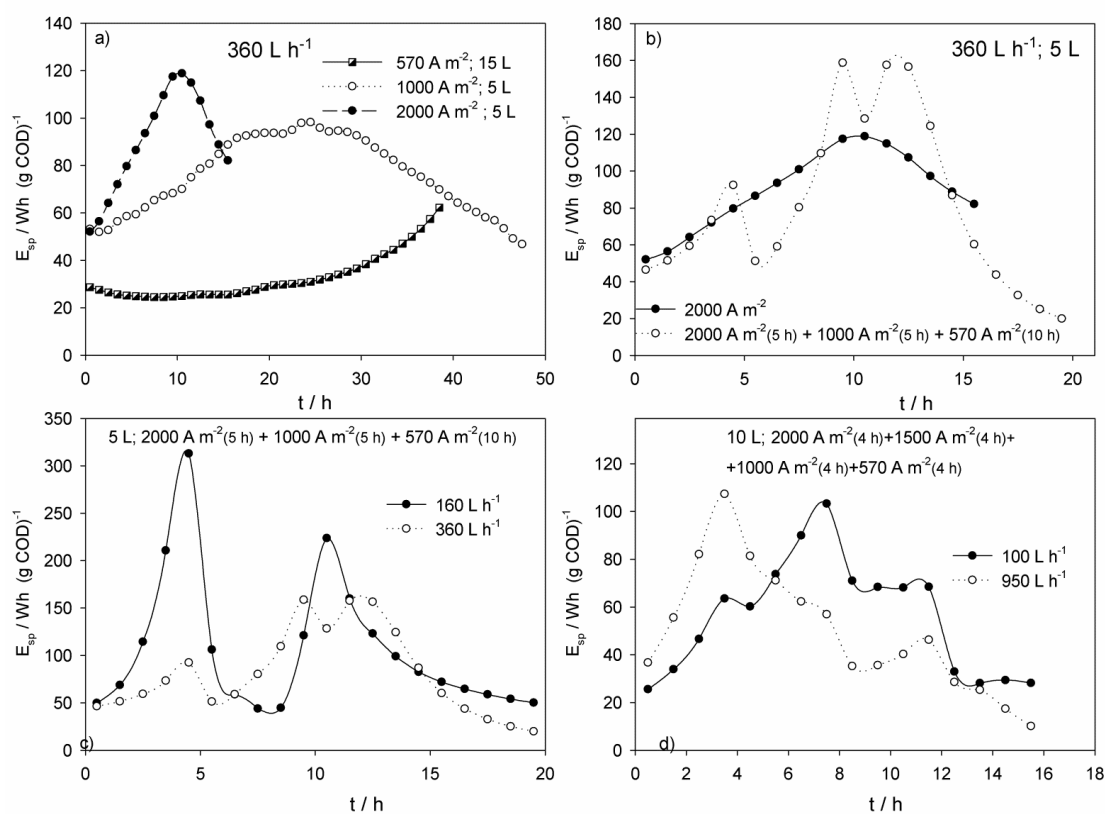 a)
360 L h⁻¹
570 A m⁻²; 15 L
1000 A m⁻²; 5 L
2000 A m⁻² ; 5 L
E_sp / Wh (g COD)⁻¹
140
120
100
80
60
40
20
0
0 10 20 30 40 50
t / h
b)
360 L h⁻¹; 5 L
2000 A m⁻²
2000 A m⁻²(5 h) + 1000 A m⁻²(5 h) + 570 A m⁻²(10 h)
E_sp / Wh (g COD)⁻¹
180
160
140
120
100
80
60
40
20
0
0 5 10 15 20
t / h
5 L; 2000 A m⁻²(5 h) + 1000 A m⁻²(5 h) + 570 A m⁻²(10 h)
160 L h⁻¹
360 L h⁻¹
E_sp / Wh (g COD)⁻¹
350
300
250
200
150
100
50
0
c)
0 5 10 15 20
t / h
10 L; 2000 A m⁻²(4 h)+1500 A m⁻²(4 h)+
+1000 A m⁻²(4 h)+570 A m⁻²(4 h)
100 L h⁻¹
950 L h⁻¹
E_sp / Wh (g COD)⁻¹
120
100
80
60
40
20
0
d)
0 2 4 6 8 10 12 14 16 18
t / h